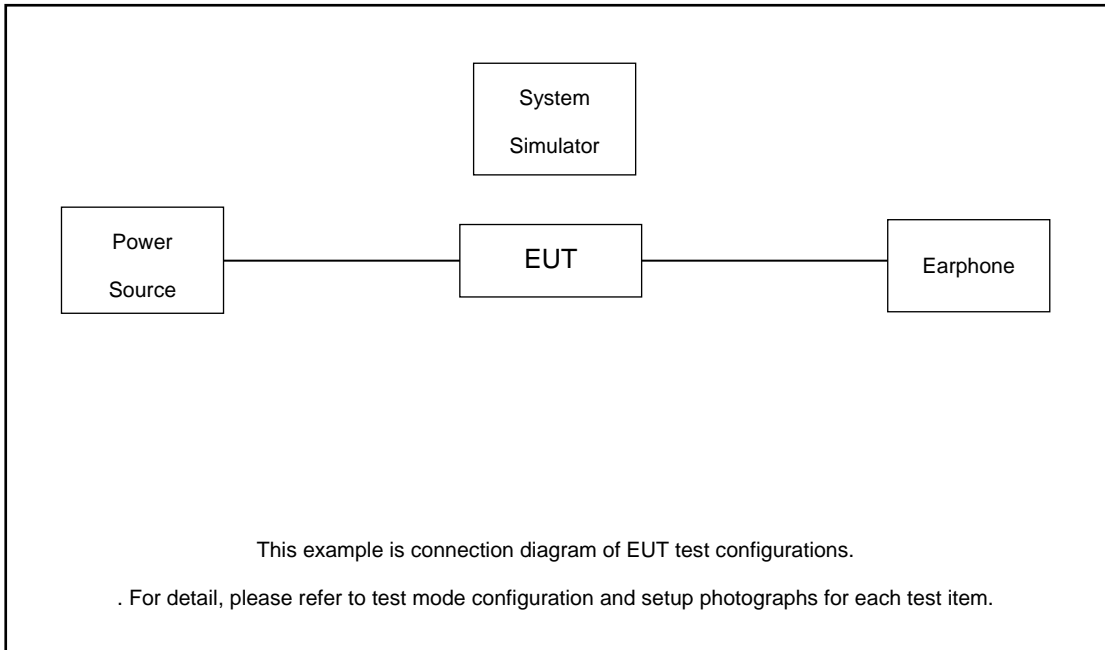 System
Simulator
Power
Source
EUT
Earphone
This example is connection diagram of EUT test configurations.
. For detail, please refer to test mode configuration and setup photographs for each test item.